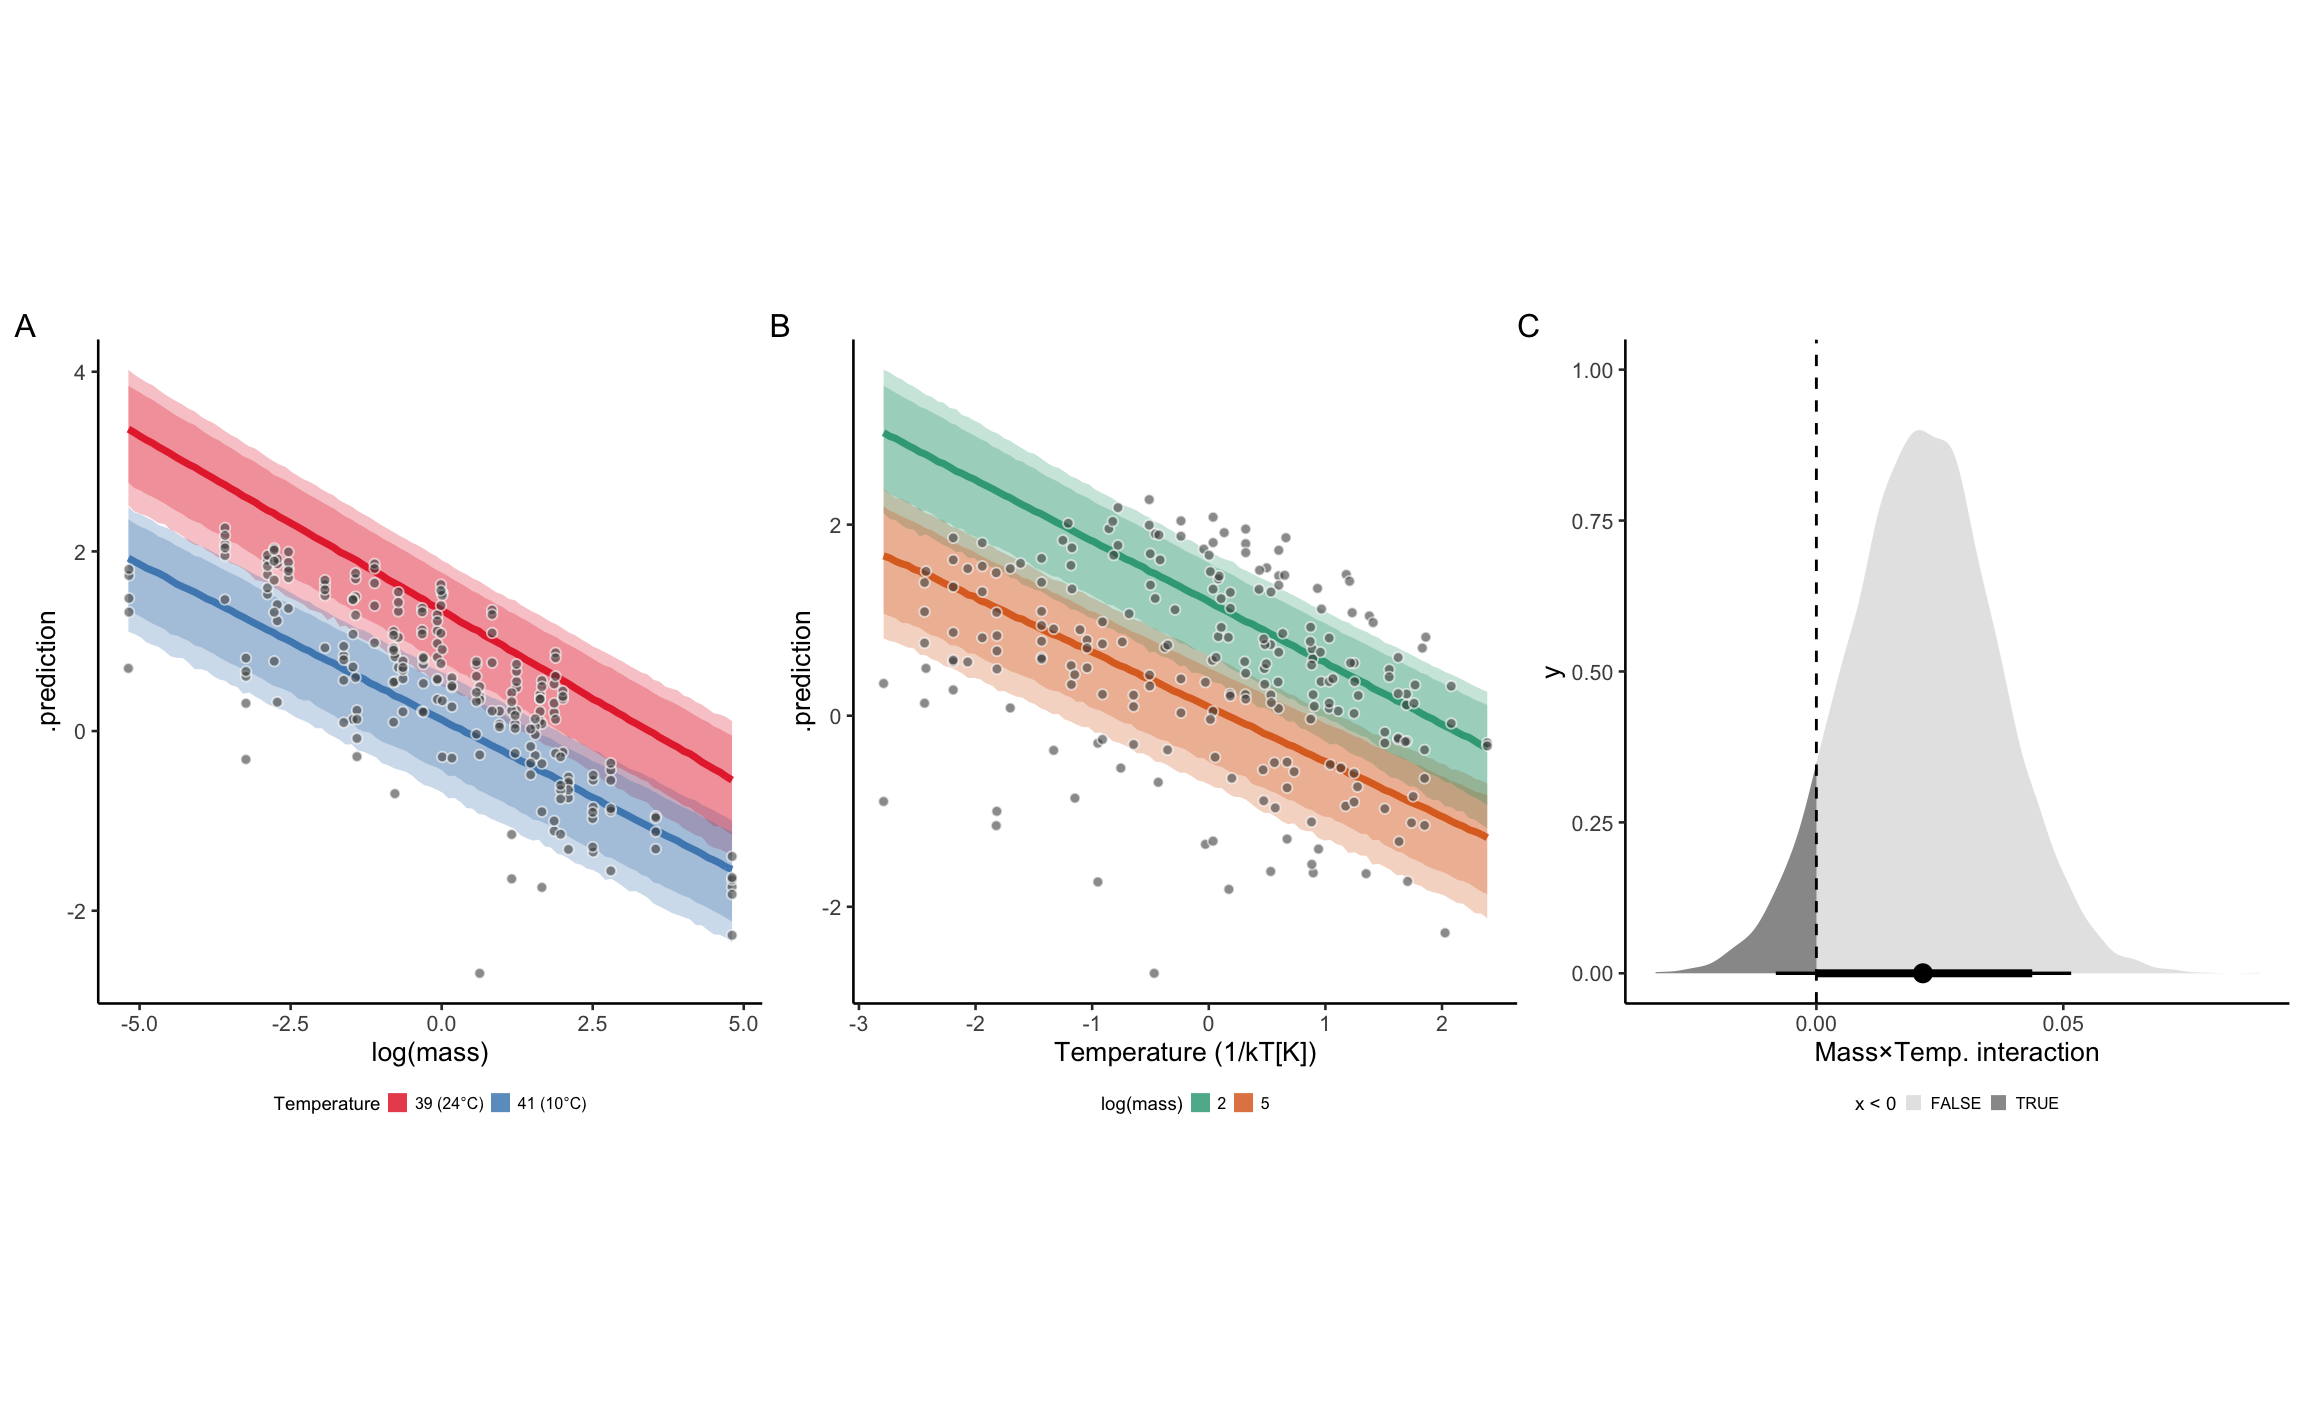 A
B
C
.prediction
4
2
0
-2
-5.0
-2.5
0.0
2.5
5.0
log(mass)
Temperature 39 (24°C) 41 (10°C)
.prediction
2
0
-2
-3
-2
-1
0
1
2
Temperature (1/kT[K])
log(mass) 2 5
y
1.00
0.75
0.50
0.25
0.00
0.00
0.05
Mass×Temp. interaction
x < 0 FALSE TRUE